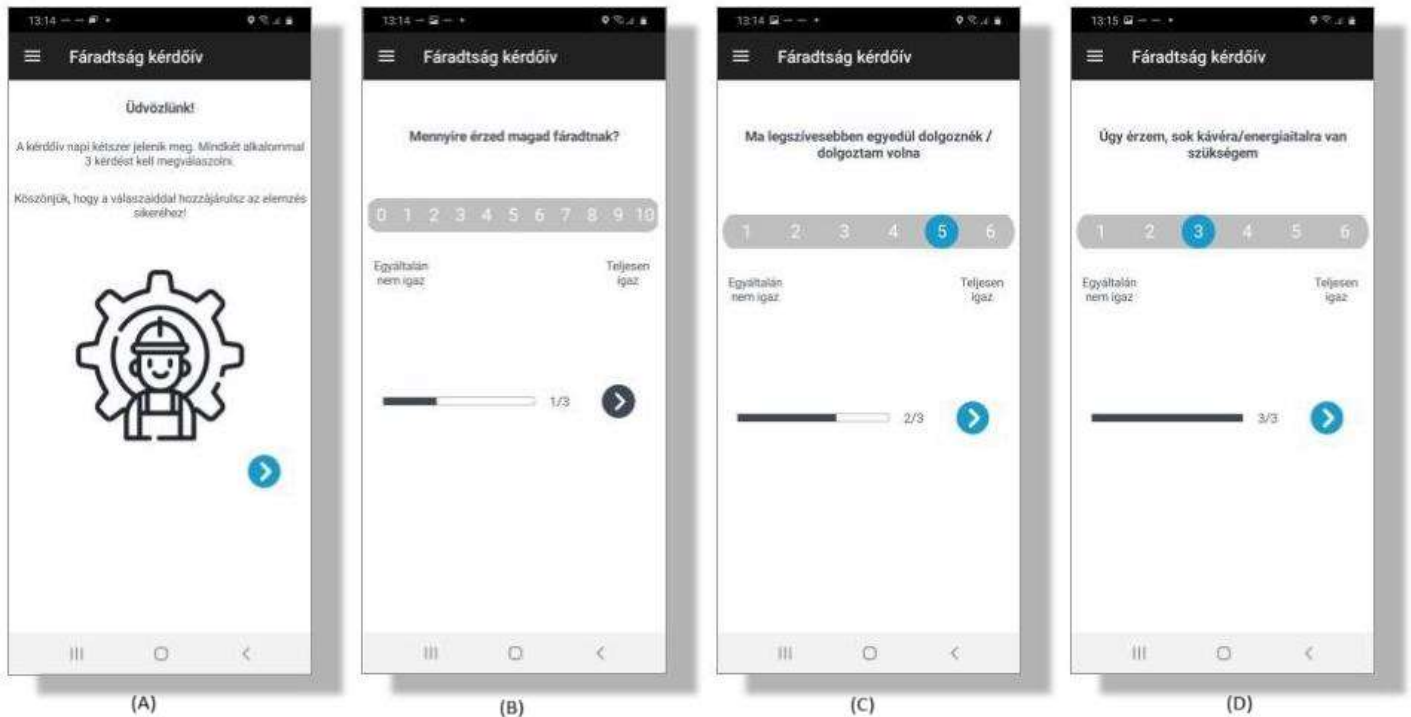 13:14
Fáradtság kérdőív
Üdvözlünk!
A kérdőív napi kétszer jelenik meg. Mindkét alkalommal
3 kérdést kell megválaszolni.
Köszönjük, hogy a válaszaiddal hozzájárulsz az elemzés
sikeréhez!
(A)
13:14
Fáradtság kérdőív
Mennyire érzed magad fáradtnak?
0 1 2 3 4 5 6 7 8 9 10
Egyáltalán
nem igaz
Teljesen
igaz
1/3
(B)
13:14
Fáradtság kérdőív
Ma legszívesebben egyedül dolgoznék /
dolgoztam volna
1 2 3 4 5 6
Egyáltalán
nem igaz
Teljesen
igaz
2/3
(C)
13:15
Fáradtság kérdőív
Úgy érzem, sok kávéra/energiaitalra van
szükségem
1 2 3 4 5 6
Egyáltalán
nem igaz
Teljesen
igaz
3/3
(D)